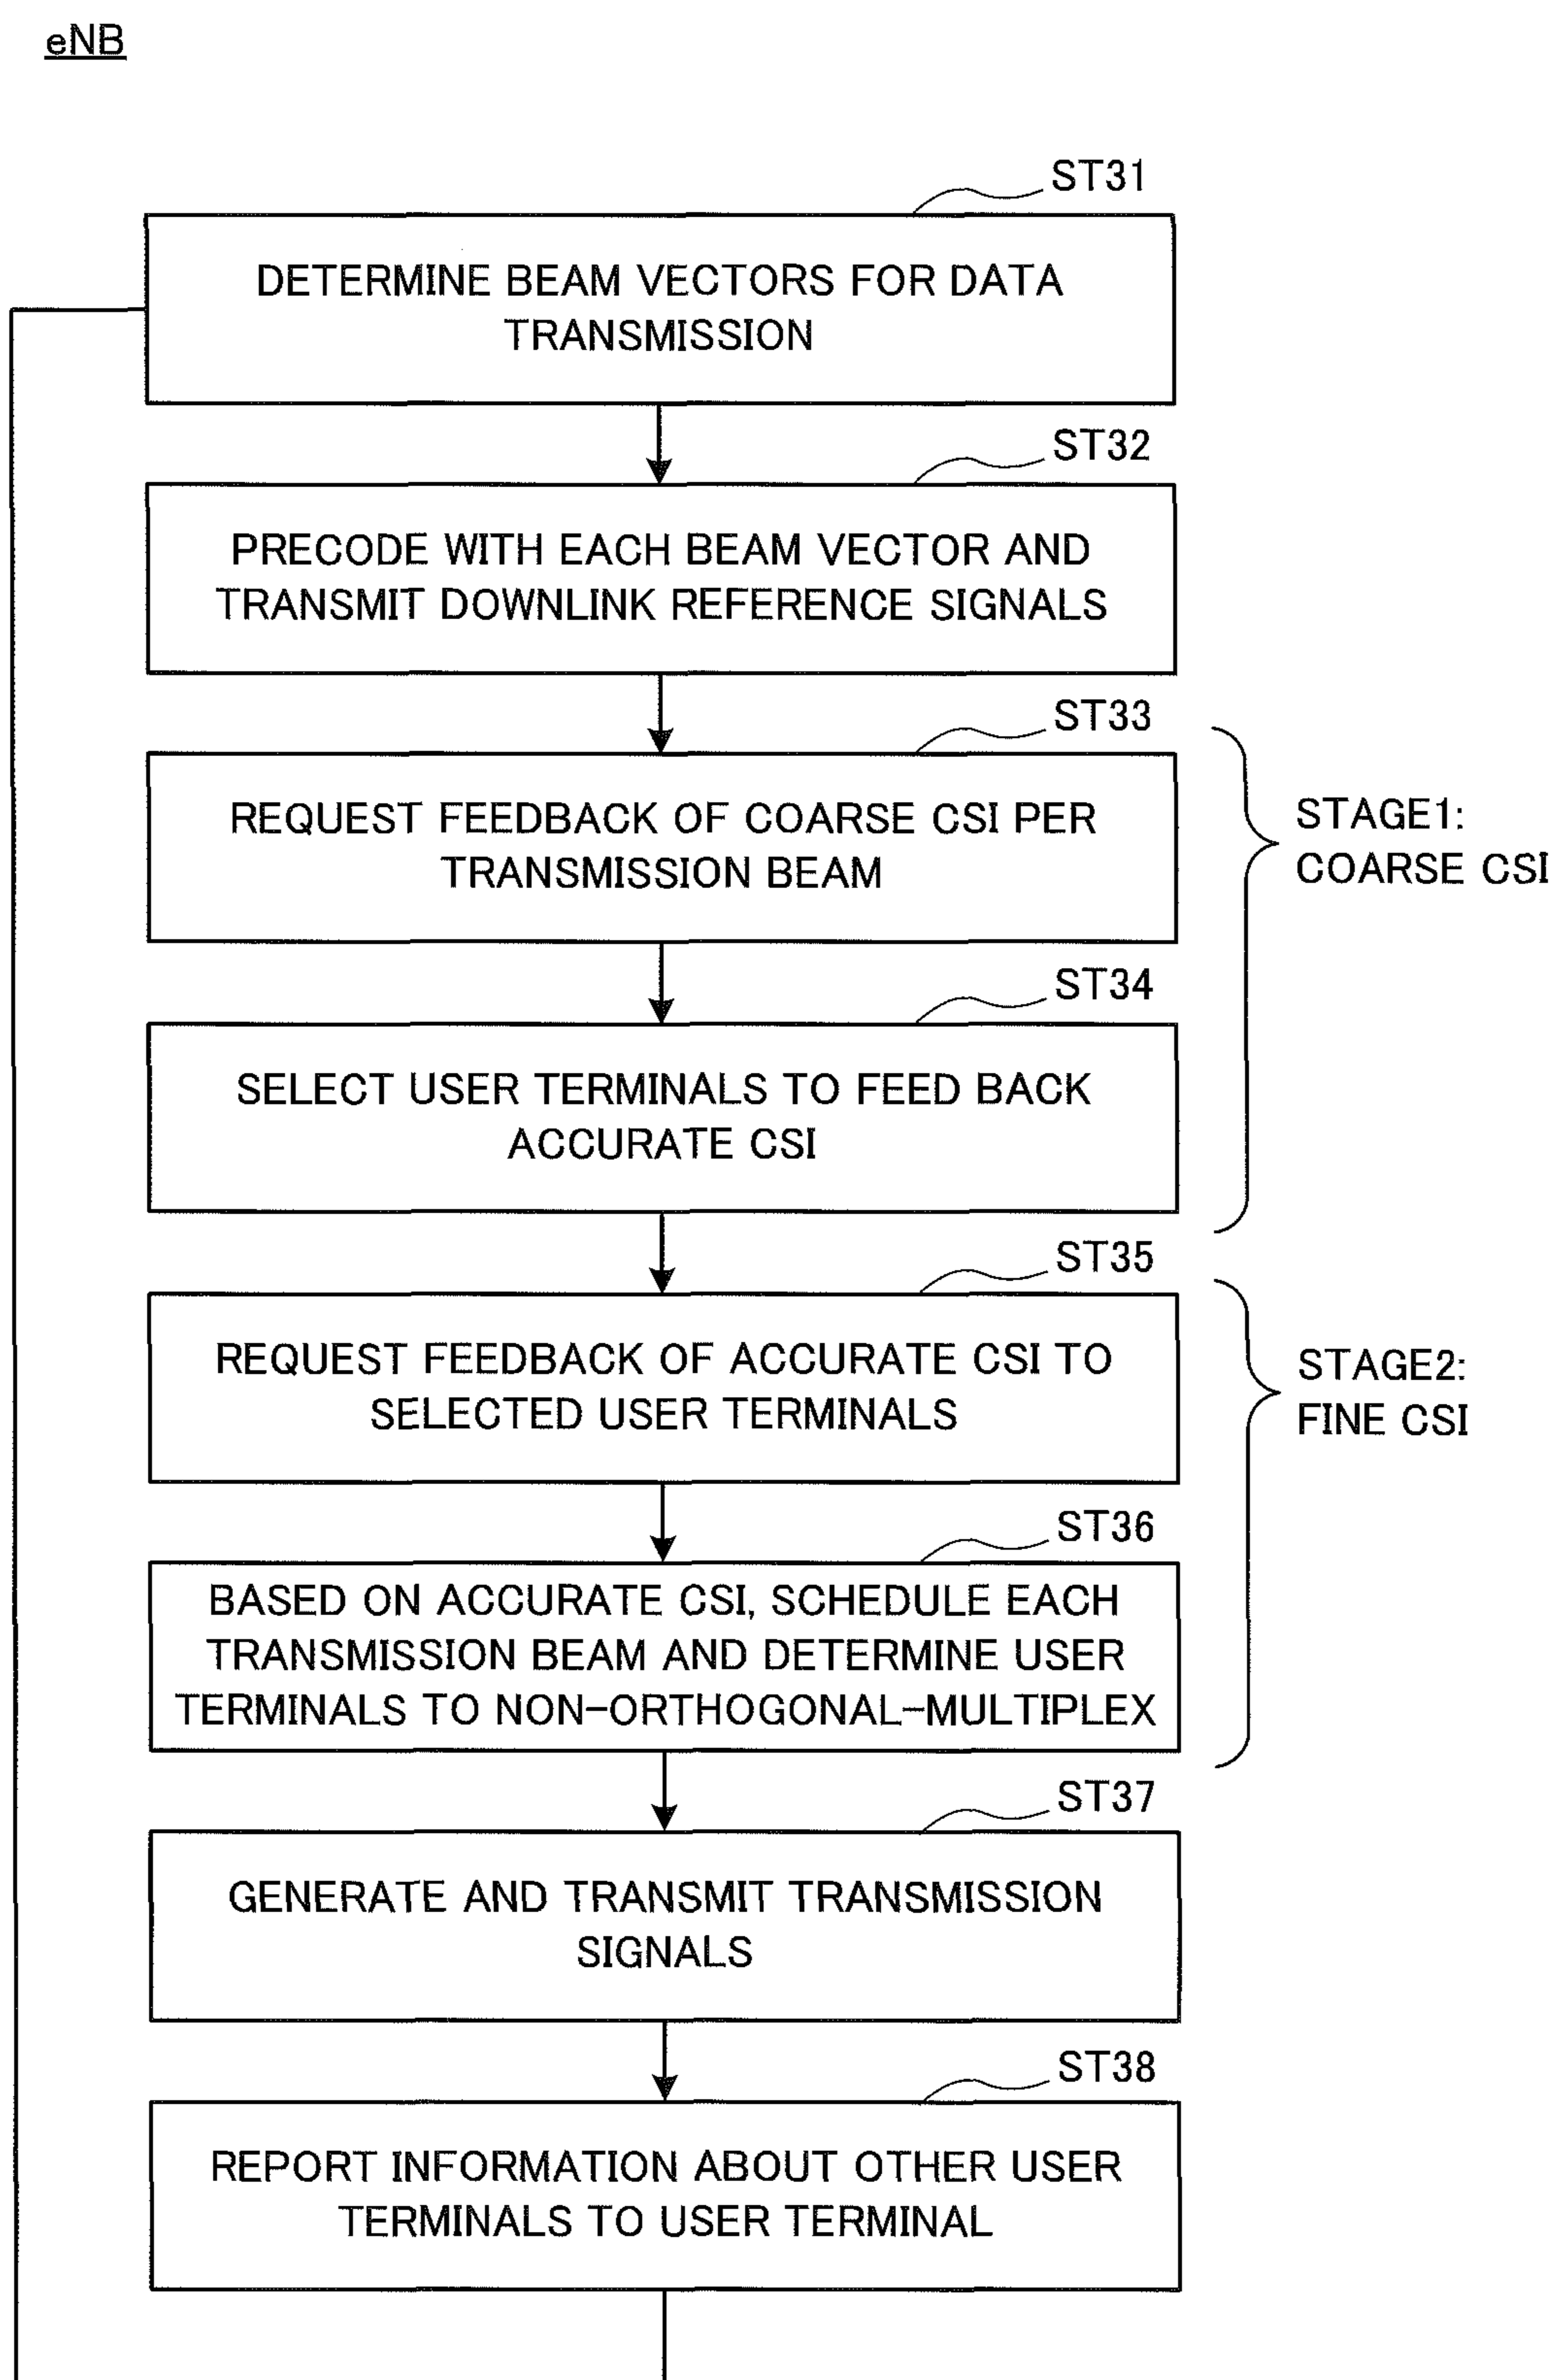 eNB
ST31
DETERMINE BEAM VECTORS FOR DATA
TRANSMISSION
ST32
PRECODE WITH EACH BEAM VECTOR AND
TRANSMIT DOWNLINK REFERENCE SIGNALS
ST33
REQUEST FEEDBACK OF COARSE CSI PER
TRANSMISSION BEAM
STAGE1:
COARSE CSI
ST34
SELECT USER TERMINALS TO FEED BACK
ACCURATE CSI
ST35
REQUEST FEEDBACK OF ACCURATE CSI TO
SELECTED USER TERMINALS
STAGE2:
FINE CSI
ST36
BASED ON ACCURATE CSI, SCHEDULE EACH
TRANSMISSION BEAM AND DETERMINE USER
TERMINALS TO NON-ORTHOGONAL-MULTIPLEX
ST37
GENERATE AND TRANSMIT TRANSMISSION
SIGNALS
ST38
REPORT INFORMATION ABOUT OTHER USER
TERMINALS TO USER TERMINAL